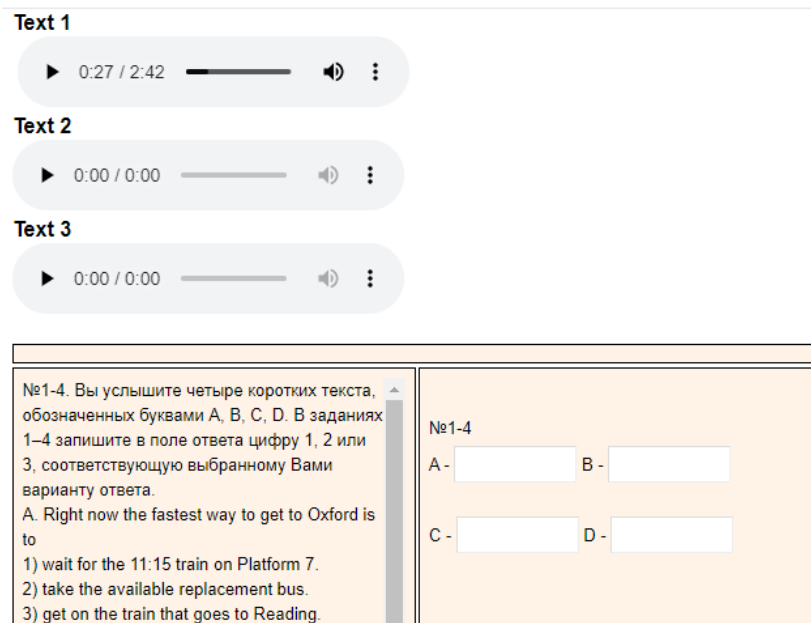 Text 1
0:27 / 2:42
Text 2
0:00 / 0:00
Text 3
0:00 / 0:00
№1-4. Вы услышите четыре коротких текста,
обозначенных буквами A, B, C, D. В заданиях
1–4 запишите в поле ответа цифру 1, 2 или
3, соответствующую выбранному Вами
варианту ответа.
A. Right now the fastest way to get to Oxford is
to
1) wait for the 11:15 train on Platform 7.
2) take the available replacement bus.
3) get on the train that goes to Reading.
№1-4
A - B -
C - D -